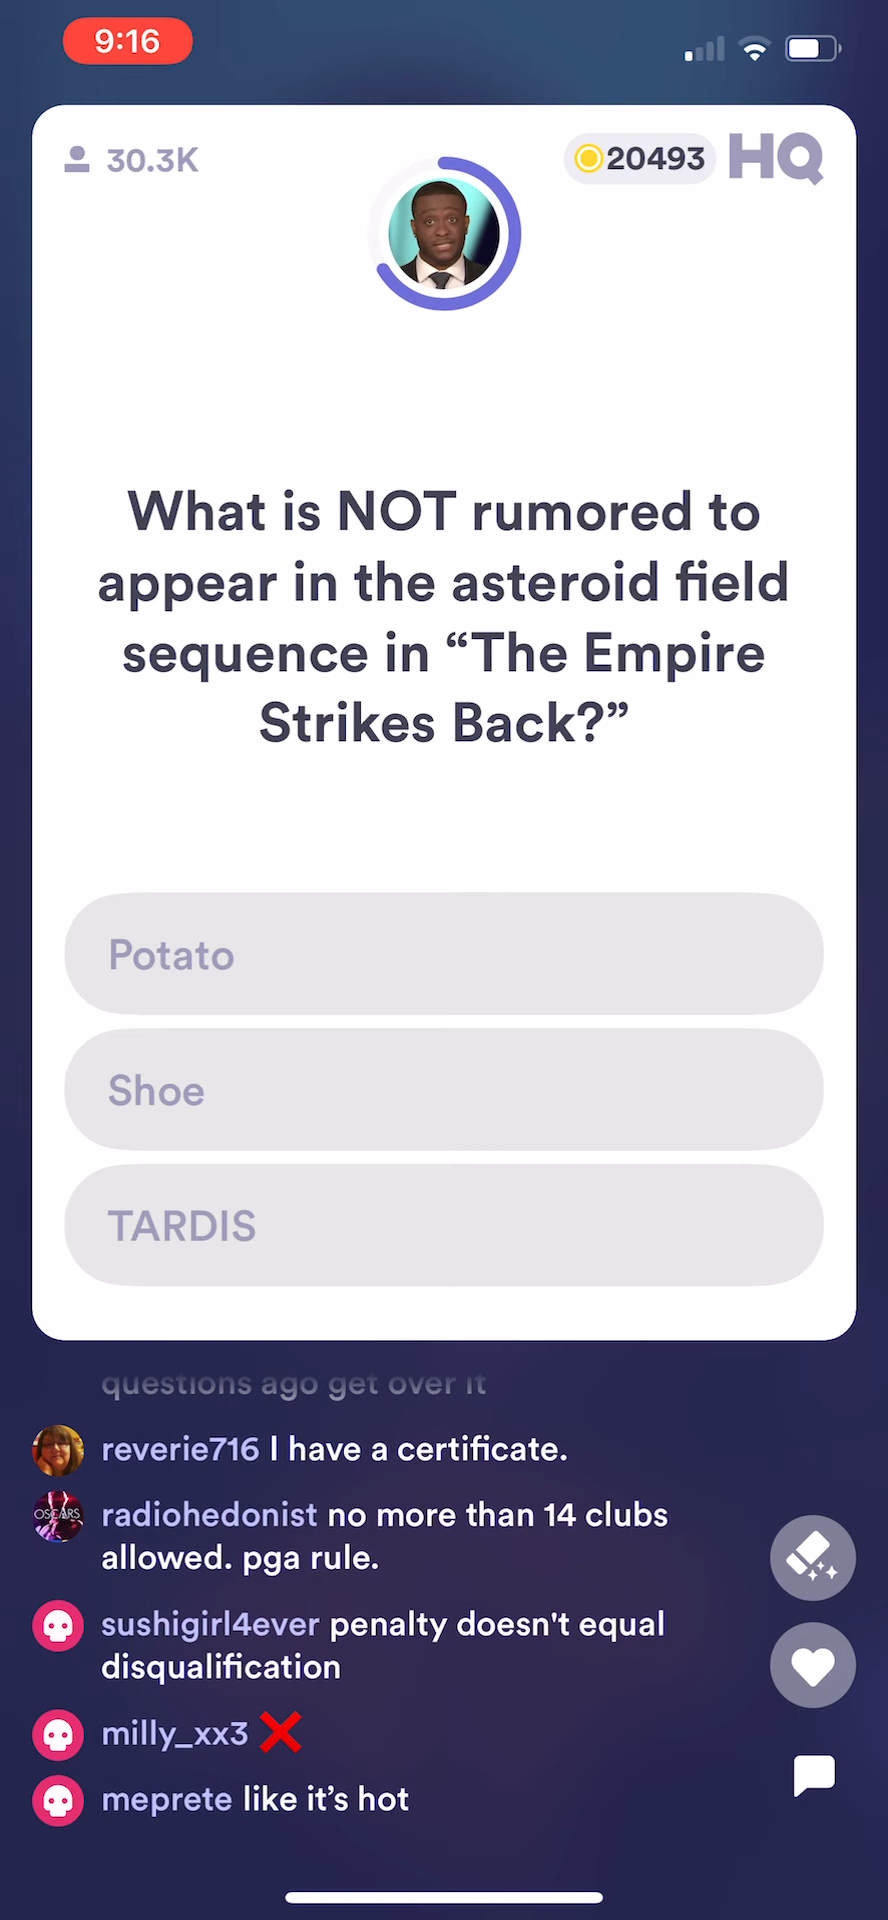 9:16
30.3K
20493
HQ
What is NOT rumored to
appear in the asteroid field
sequence in “The Empire
Strikes Back?”
Potato
Shoe
TARDIS
questions ago get over it
reverie716 I have a certificate.
OSCARS
radiohedonist no more than 14 clubs
allowed. pga rule.
sushigirl4ever penalty doesn't equal
disqualification
milly_xx3 ❌
meprete like it’s hot